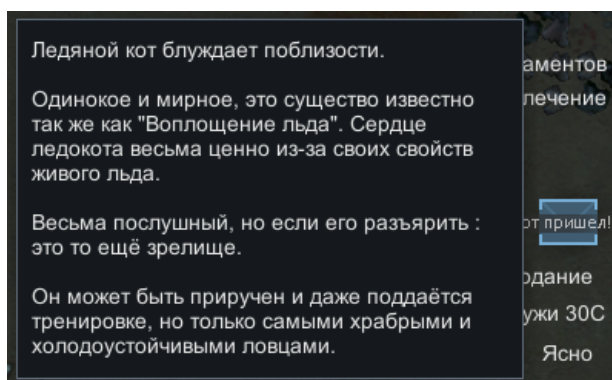 Ледяной кот блуждает поблизости.
Одинокое и мирное, это существо известно
так же как "Воплощение льда". Сердце
ледокота весьма ценно из-за своих свойств
живого льда.
Весьма послушный, но если его разъярить :
это то ещё зрелище.
Он может быть приручен и даже поддаётся
тренировке, но только самыми храбрыми и
холодоустойчивыми ловцами.
аментов
лечение
от пришел!
одание
ужи 30C
Ясно